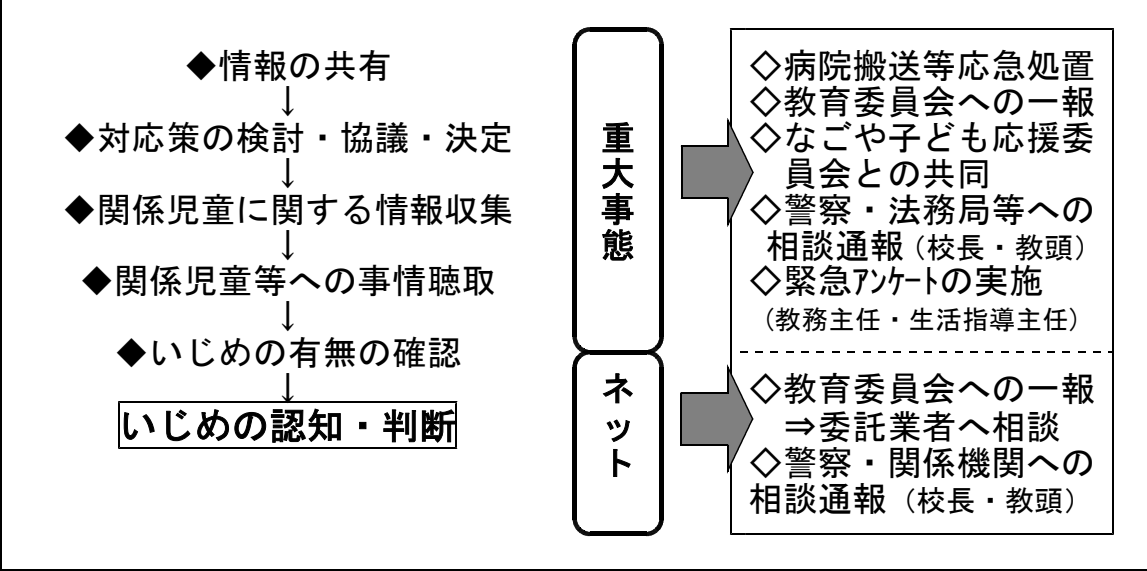 ◆情報の共有
↓
◆対応策の検討・協議・決定
↓
◆関係児童に関する情報収集
↓
◆関係児童等への事情聴取
↓
◆いじめの有無の確認
↓
いじめの認知・判断
重大事態
◇病院搬送等応急処置
◇教育委員会への一報
◇なごや子ども応援委
員会との共同
◇警察・法務局等への
相談通報（校長・教頭）
◇緊急アンケートの実施
（教務主任・生活指導主任）
ネット
◇教育委員会への一報
⇒委託業者へ相談
◇警察・関係機関への
相談通報（校長・教頭）